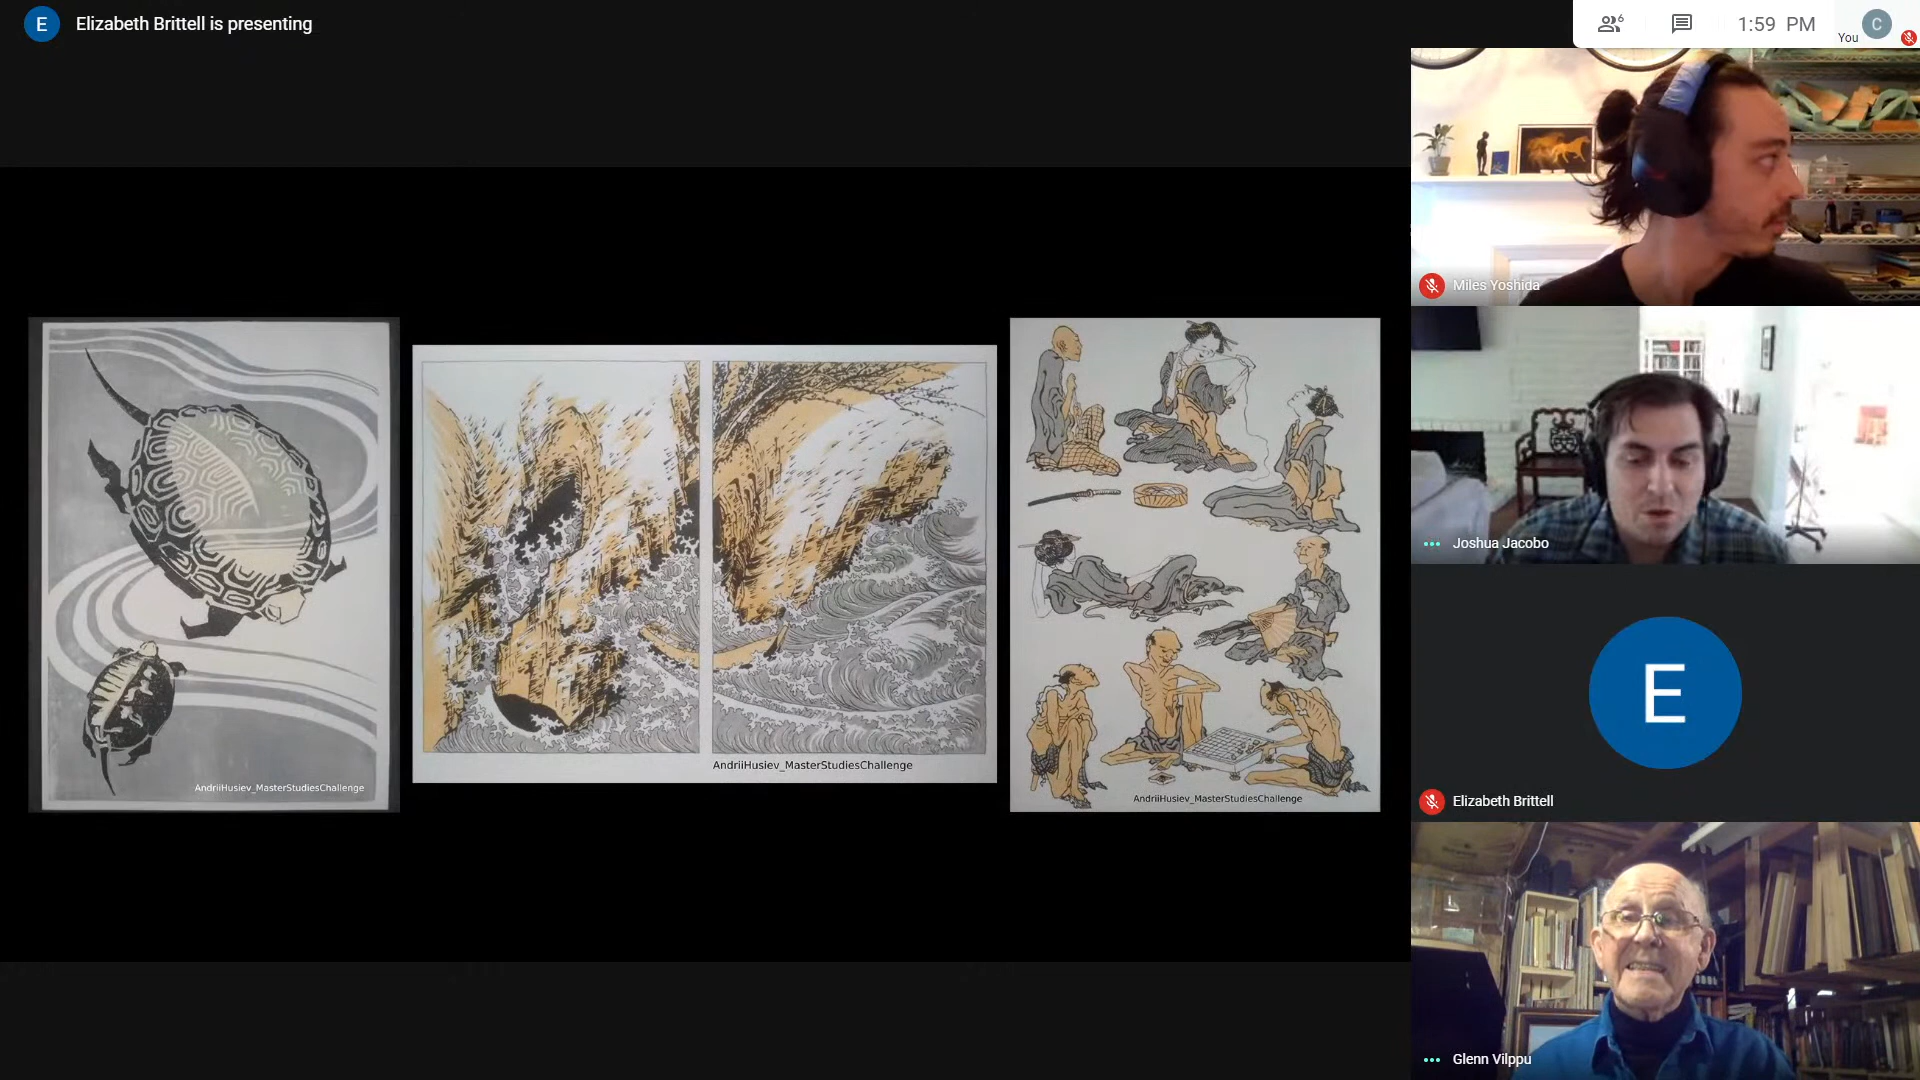 E
Elizabeth Brittell is presenting
6
1:59 PM
You
C
Miles Yoshida
Joshua Jacobo
E
Elizabeth Brittell
Glenn Vilppu
AndriiHusiev_MasterStudiesChallenge
AndriiHusiev_MasterStudiesChallenge
AndriiHusiev_MasterStudiesChallenge